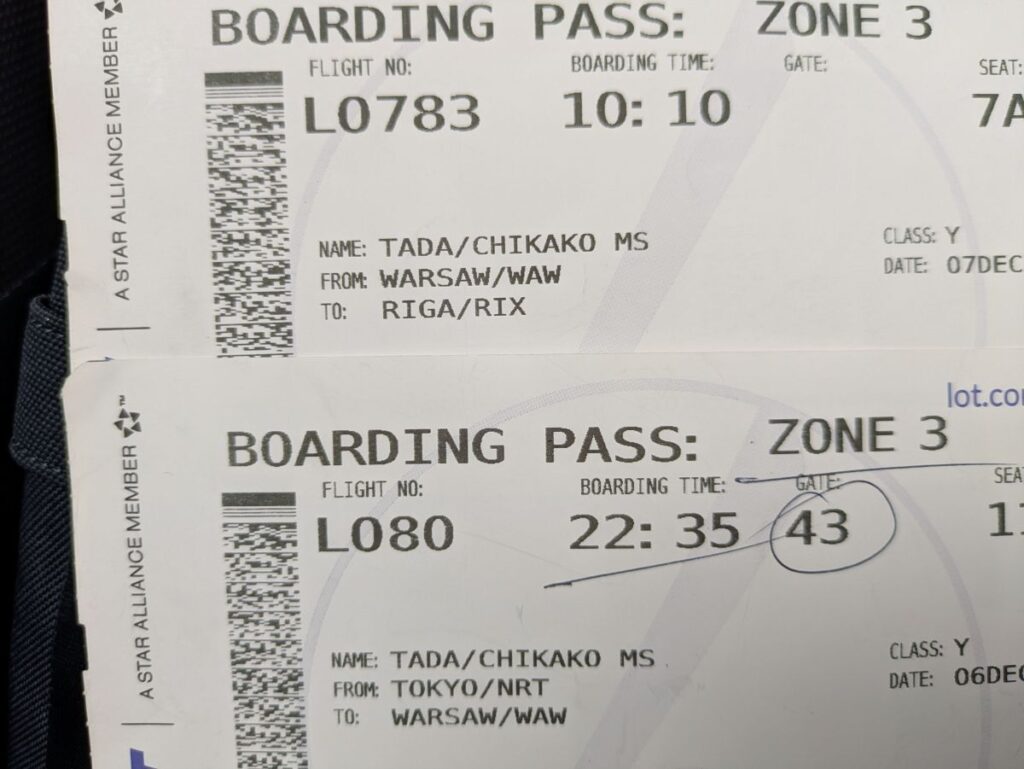 BOARDING PASS: ZONE 3
FLIGHT NO: BOARDING TIME: GATE: SEAT:
LO783 10:10 7A
NAME: TADA/CHIKAKO MS
FROM: WARSAW/WAW
TO: RIGA/RIX
CLASS: Y
DATE: 07DEC
A STAR ALLIANCE MEMBER
lot.com
BOARDING PASS: ZONE 3
FLIGHT NO: BOARDING TIME: GATE: SEA
LO80 22:35 43 11
NAME: TADA/CHIKAKO MS
FROM: TOKYO/NRT
TO: WARSAW/WAW
CLASS: Y
DATE: 06DEC
A STAR ALLIANCE MEMBER™